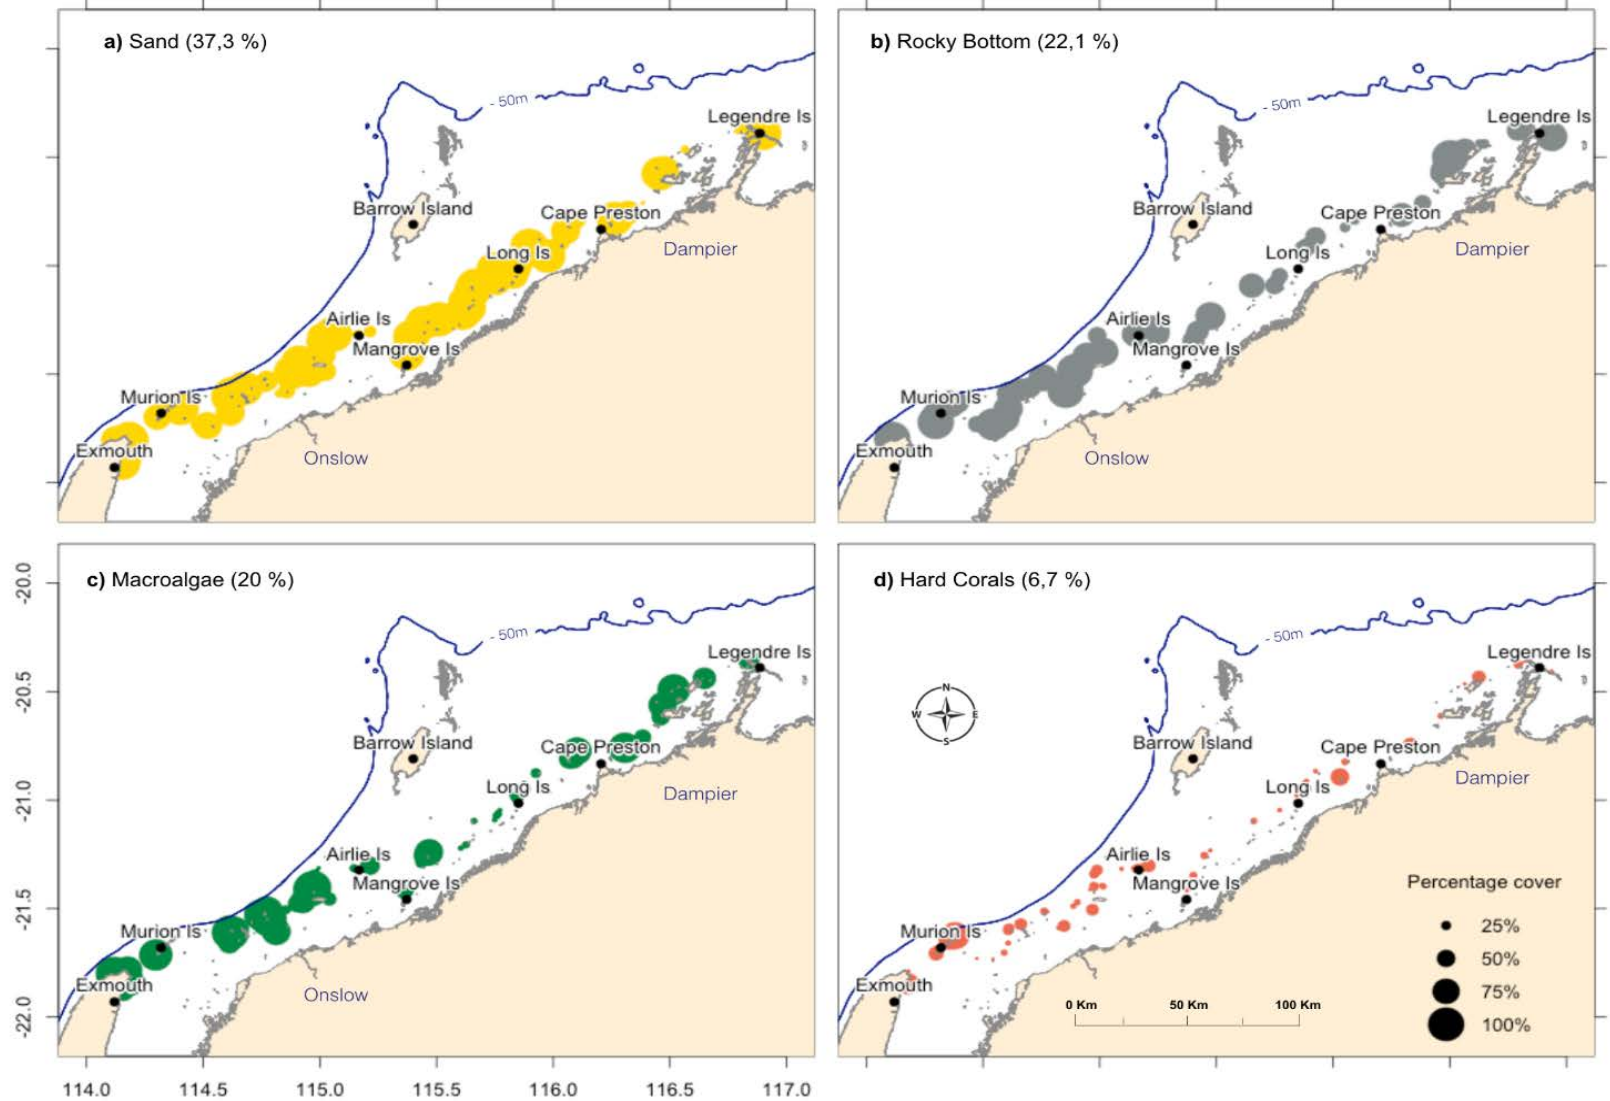 a) Sand (37,3 %)
- 50m
Legendre Is
Barrow Island
Cape Preston
Dampier
Long Is
Airlie Is
Mangrove Is
Murion Is
Exmouth
Onslow
b) Rocky Bottom (22,1 %)
- 50m
Legendre Is
Barrow Island
Cape Preston
Dampier
Long Is
Airlie Is
Mangrove Is
Murion Is
Exmouth
Onslow
c) Macroalgae (20 %)
- 50m
Legendre Is
Barrow Island
Cape Preston
Long Is
Dampier
Airlie Is
Mangrove Is
Murion Is
Exmouth
Onslow
-20.0
-20.5
-21.0
-21.5
-22.0
114.0 114.5 115.0 115.5 116.0 116.5 117.0
d) Hard Corals (6,7 %)
- 50m
Legendre Is
N
W E
S
Barrow Island
Cape Preston
Dampier
Long Is
Airlie Is
Mangrove Is
Murion Is
Exmouth
0 Km 50 Km 100 Km
Percentage cover
25%
50%
75%
100%